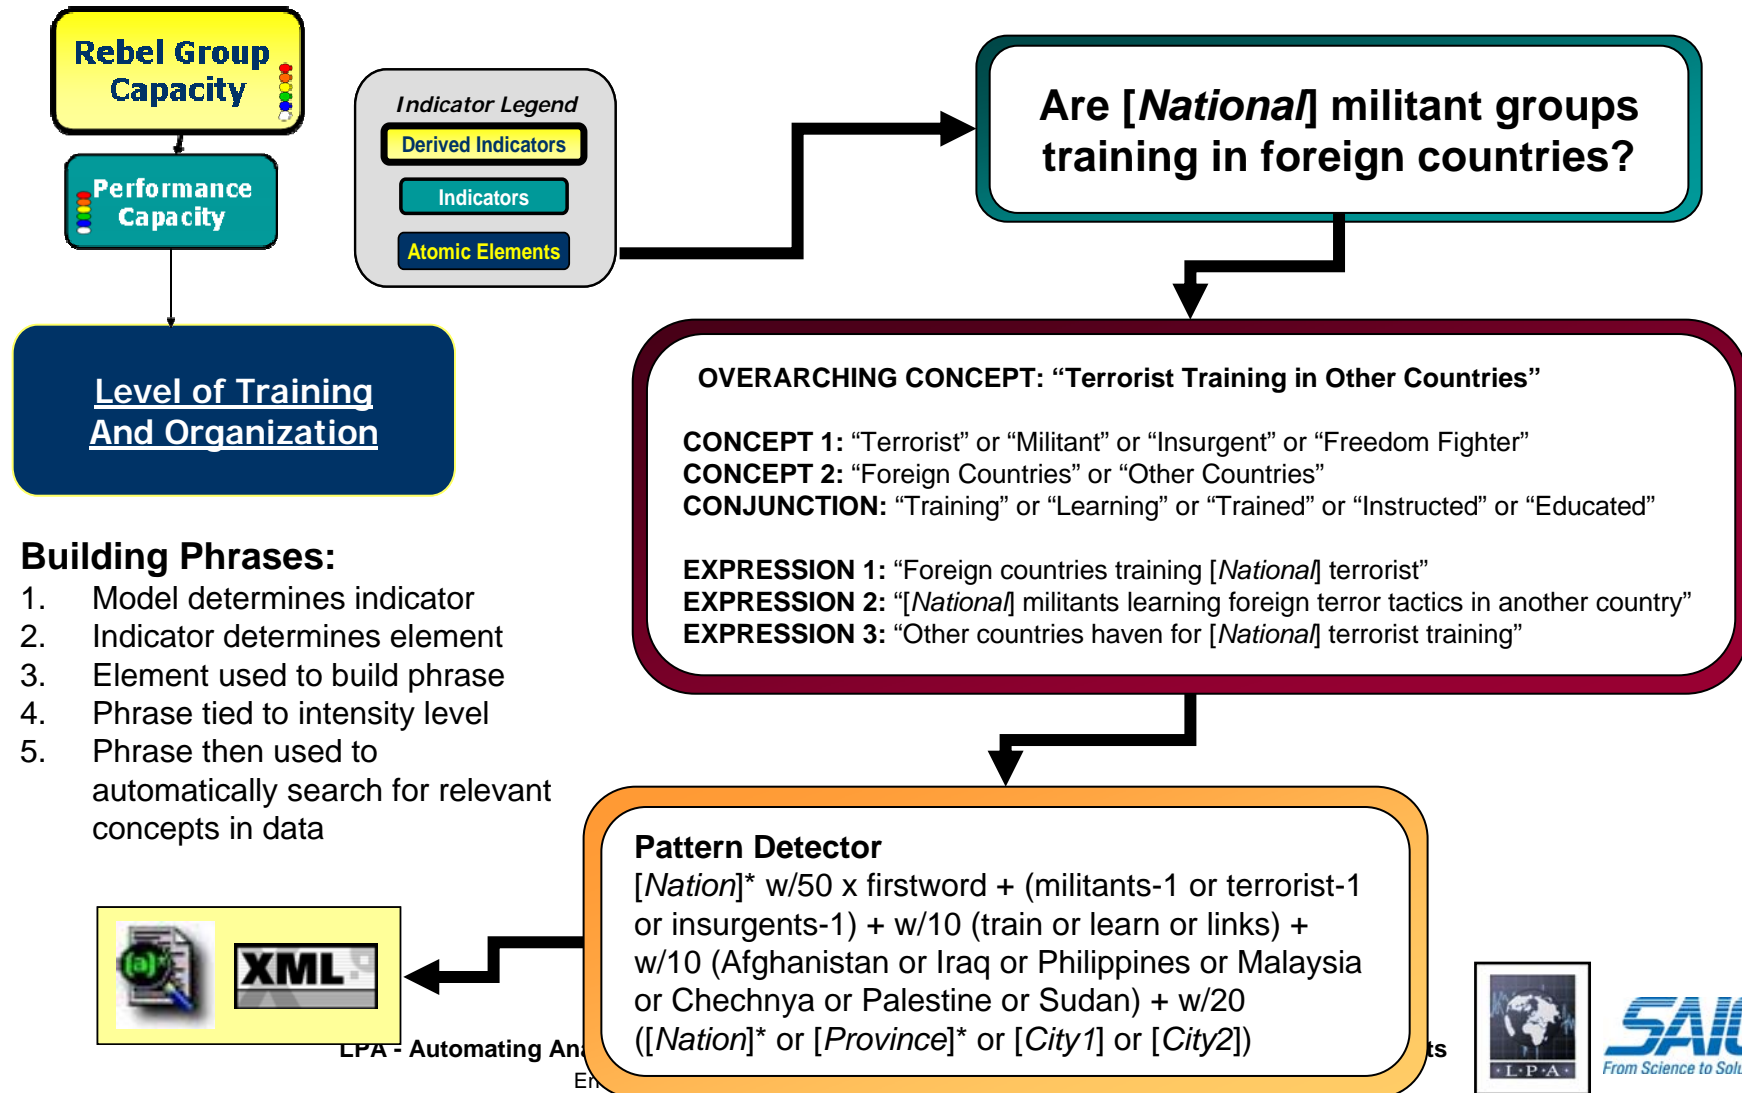 Rebel Group
Capacity
Performance
Capacity
Level of Training
And Organization
Indicator Legend
Derived Indicators
Indicators
Atomic Elements
Are [National] militant groups
training in foreign countries?
OVERARCHING CONCEPT: “Terrorist Training in Other Countries”
CONCEPT 1: “Terrorist” or “Militant” or “Insurgent” or “Freedom Fighter”
CONCEPT 2: “Foreign Countries” or “Other Countries”
CONJUNCTION: “Training” or “Learning” or “Trained” or “Instructed” or “Educated”
EXPRESSION 1: “Foreign countries training [National] terrorist”
EXPRESSION 2: “[National] militants learning foreign terror tactics in another country”
EXPRESSION 3: “Other countries haven for [National] terrorist training”
Building Phrases:
1. Model determines indicator
2. Indicator determines element
3. Element used to build phrase
4. Phrase tied to intensity level
5. Phrase then used to
automatically search for relevant
concepts in data
Pattern Detector
[Nation]* w/50 x firstword + (militants-1 or terrorist-1
or insurgents-1) + w/10 (train or learn or links) +
w/10 (Afghanistan or Iraq or Philippines or Malaysia
or Chechnya or Palestine or Sudan) + w/20
([Nation]* or [Province]* or [City1] or [City2])
{a}
XML
LPA - Automating
L·P·A
SAIC
From Science to